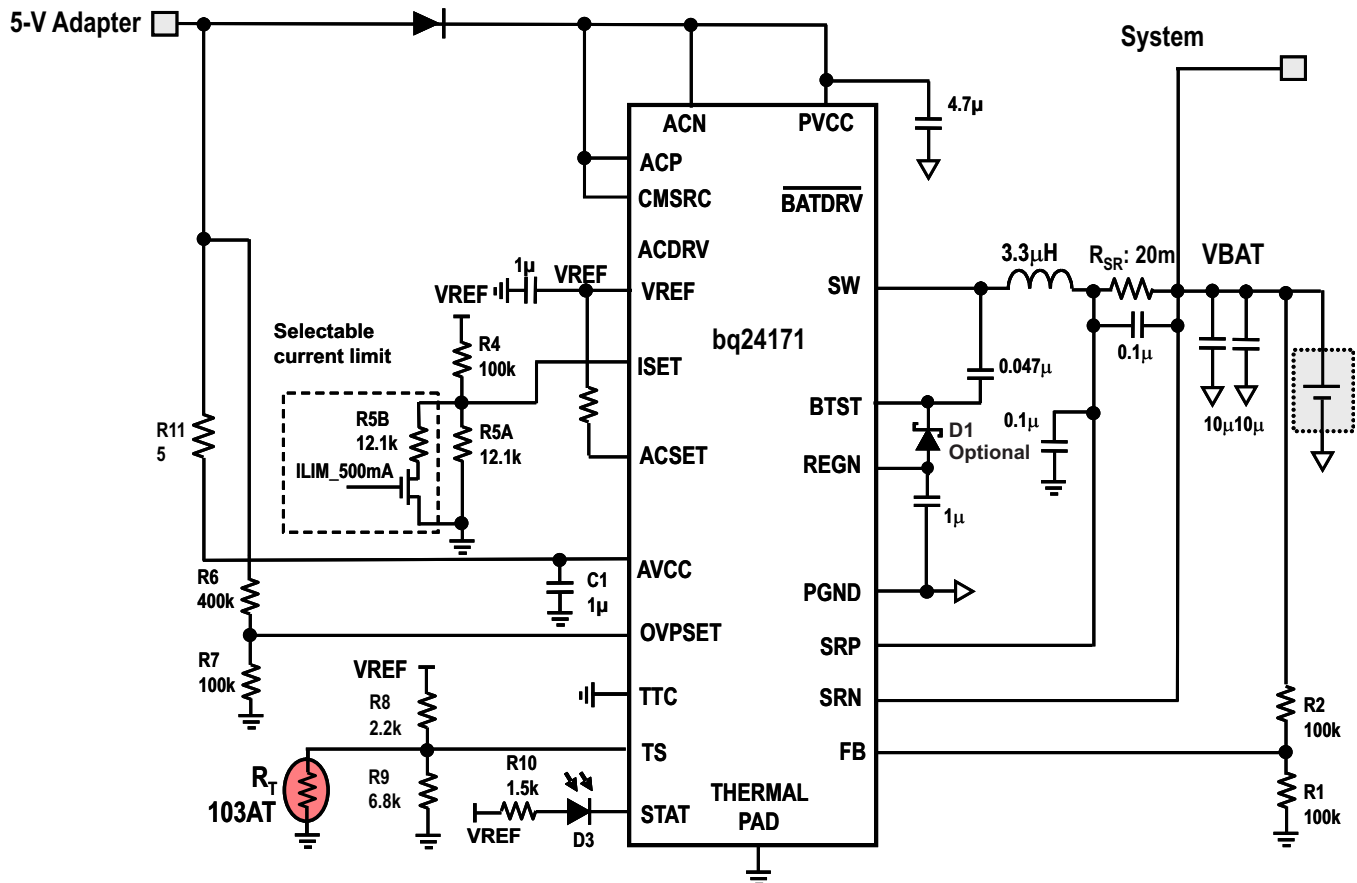 5-V Adapter
System
4.7µ
ACN
PVCC
ACP
CMSRC
BATDRV
ACDRV
1µ
VREF
VREF
VREF
SW
3.3µH
RSR: 20m
VBAT
Selectable
current limit
R4
100k
bq24171
ISET
0.1µ
0.047µ
10µ
10µ
R11
5
R5B
12.1k
R5A
12.1k
BTST
D1
Optional
0.1µ
ILIM_500mA
ACSET
REGN
1µ
AVCC
C1
1µ
PGND
R6
400k
OVPSET
SRP
R7
100k
VREF
TTC
SRN
R8
2.2k
R2
100k
TS
FB
RT
103AT
R9
6.8k
R10
1.5k
R1
100k
STAT
THERMAL
PAD
VREF
D3